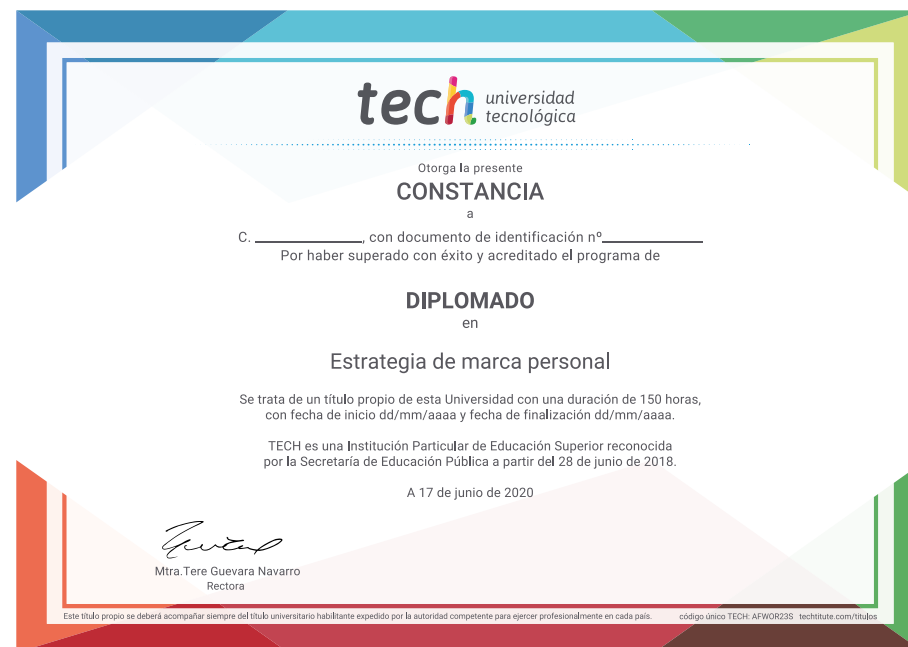 tech universidad
tecnológica
Otorga la presente
CONSTANCIA
a
C. ____________, con documento de identificación nº____________
Por haber superado con éxito y acreditado el programa de
DIPLOMADO
en
Estrategia de marca personal
Se trata de un título propio de esta Universidad con una duración de 150 horas,
con fecha de inicio dd/mm/aaaa y fecha de finalización dd/mm/aaaa.
TECH es una Institución Particular de Educación Superior reconocida
por la Secretaría de Educación Pública a partir del 28 de junio de 2018.
A 17 de junio de 2020
Mtra.Tere Guevara Navarro
Rectora
Este título propio se deberá acompañar siempre del título universitario habilitante expedido por la autoridad competente para ejercer profesionalmente en cada país. código único TECH: AFWOR23S techtitute.com/titulos